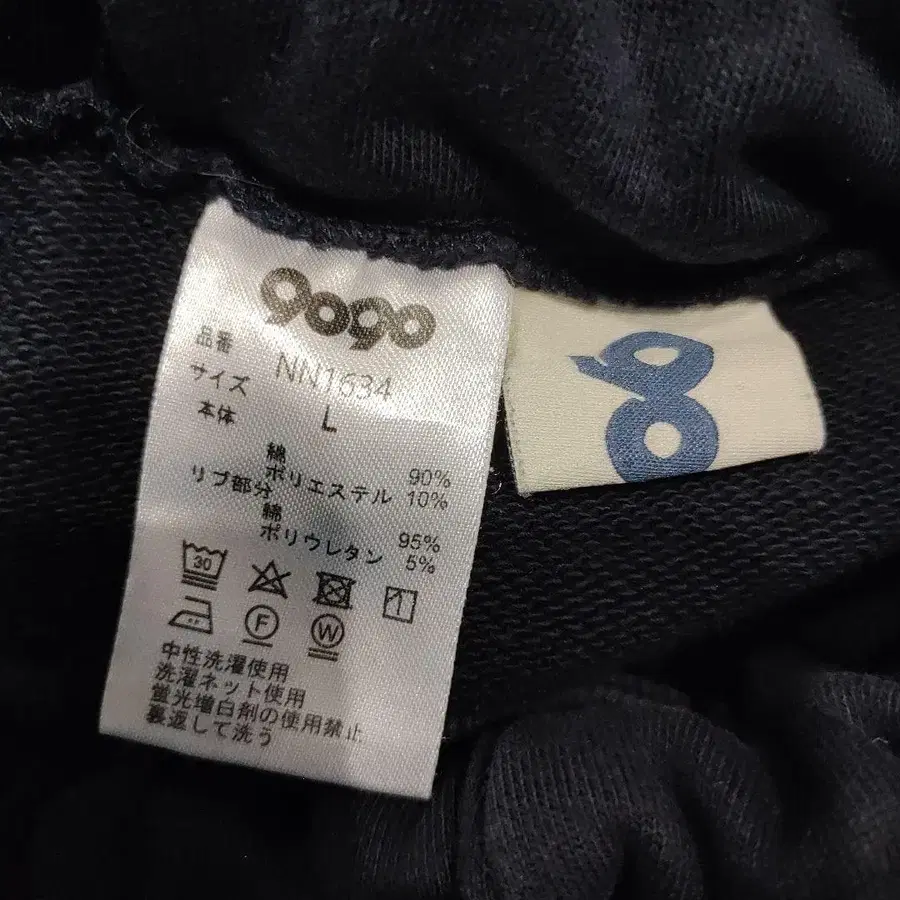 9090
品番 NN1634
サイズ L
本体
綿 90%
ポリエステル 10%
リブ部分
綿 95%
ポリウレタン 5%
30
F W
中性洗濯使用
洗濯ネット使用
蛍光増白剤の使用禁止
裏返して洗う
90